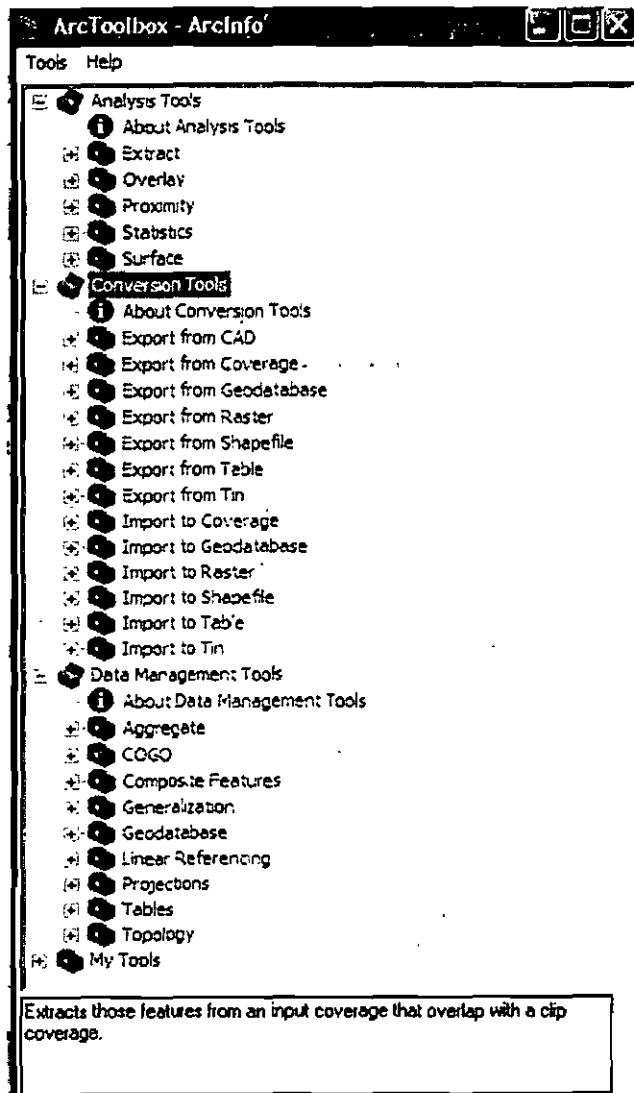 ArcToolbox - ArcInfo
Tools Help
Analysis Tools
About Analysis Tools
Extract
Overlay
Proximity
Statistics
Surface
Conversion Tools
About Conversion Tools
Export from CAD
Export from Coverage
Export from Geodatabase
Export from Raster
Export from Shapefile
Export from Table
Export from Tin
Import to Coverage
Import to Geodatabase
Import to Raster
Import to Shapefile
Import to Table
Import to Tin
Data Management Tools
About Data Management Tools
Aggregate
COGO
Composite Features
Generalization
Geodatabase
Linear Referencing
Projections
Tables
Topology
My Tools
Extracts those features from an input coverage that overlap with a clip
coverage.